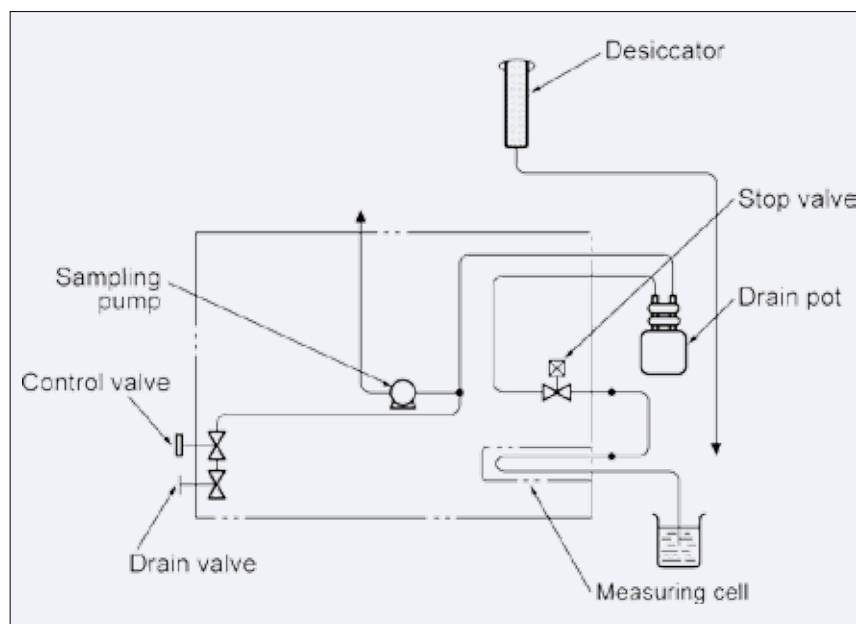 Desiccator
Stop valve
Sampling
pump
Drain pot
Control valve
Drain valve
Measuring cell